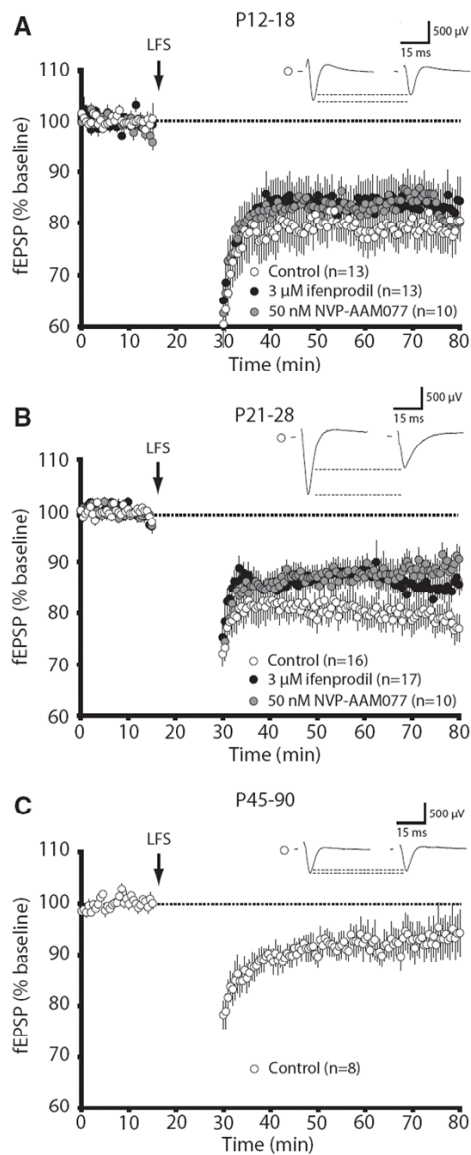 A
P12-18
LFS
500 µV
15 ms
110
100
90
80
70
60
fEPSP (% baseline)
Control (n=13)
3 µM ifenprodil (n=13)
50 nM NVP-AAM077 (n=10)
0 10 20 30 40 50 60 70 80
Time (min)
B
P21-28
LFS
500 µV
15 ms
110
100
90
80
70
60
fEPSP (% baseline)
Control (n=16)
3 µM ifenprodil (n=17)
50 nM NVP-AAM077 (n=10)
0 10 20 30 40 50 60 70 80
Time (min)
C
P45-90
LFS
500 µV
15 ms
110
100
90
80
70
60
fEPSP (% baseline)
Control (n=8)
0 10 20 30 40 50 60 70 80
Time (min)